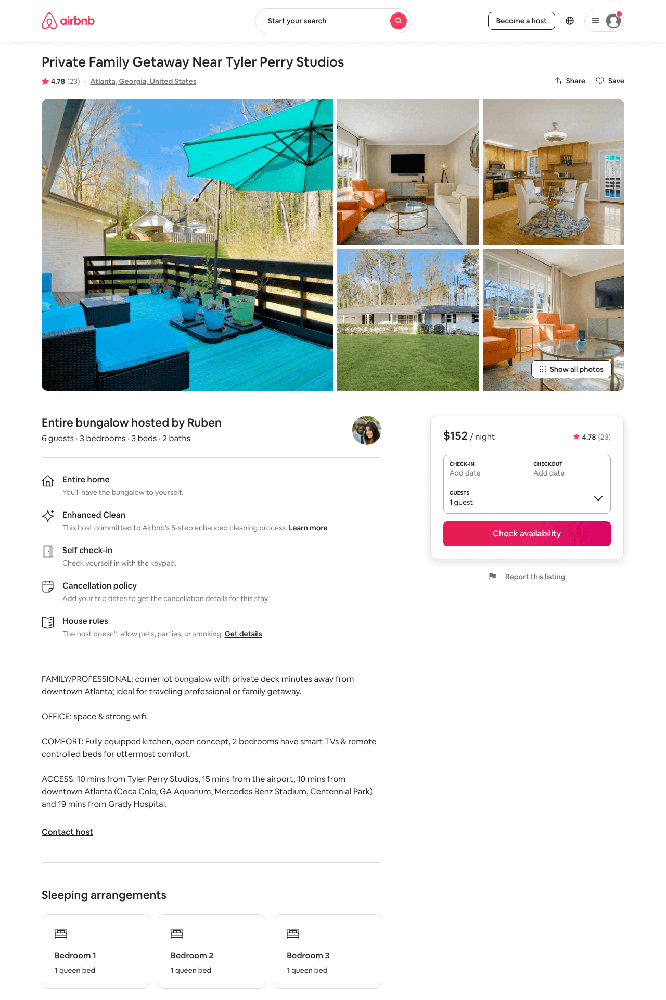 airbnb
Start your search
Become a host
Private Family Getaway Near Tyler Perry Studios
4.78 (23) · Atlanta, Georgia, United States
Share
Save
Show all photos
Entire bungalow hosted by Ruben
6 guests · 3 bedrooms · 3 beds · 2 baths
Entire home
You'll have the bungalow to yourself.
Enhanced Clean
This host committed to Airbnb's 5-step enhanced cleaning process. Learn more
Self check-in
Check yourself in with the keypad.
Cancellation policy
Add your trip dates to get the cancellation details for this stay.
House rules
The host doesn't allow pets, parties, or smoking. Get details
$152 / night
4.78 (23)
CHECK-IN
Add date
CHECKOUT
Add date
GUESTS
1 guest
Check availability
Report this listing
FAMILY/PROFESSIONAL: corner lot bungalow with private deck minutes away from
downtown Atlanta; ideal for traveling professional or family getaway.
OFFICE: space & strong wifi.
COMFORT: Fully equipped kitchen, open concept, 2 bedrooms have smart TVs & remote
controlled beds for uttermost comfort.
ACCESS: 10 mins from Tyler Perry Studios, 15 mins from the airport, 10 mins from
downtown Atlanta (Coca Cola, GA Aquarium, Mercedes Benz Stadium, Centennial Park)
and 19 mins from Grady Hospital.
Contact host
Sleeping arrangements
Bedroom 1
1 queen bed
Bedroom 2
1 queen bed
Bedroom 3
1 queen bed